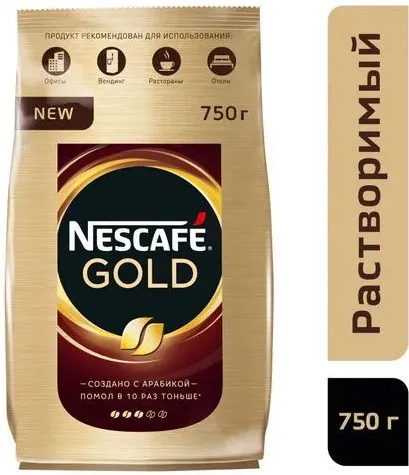 ПРОДУКТ РЕКОМЕНДОВАН ДЛЯ ИСПОЛЬЗОВАНИЯ:
Офисы Вендинг Рестораны Отели
NEW 750 г
NESCAFÉ®
GOLD
СОЗДАНО С АРАБИКОЙ
ПОМОЛ В 10 РАЗ ТОНЬШЕ*
Растворимый
750 г